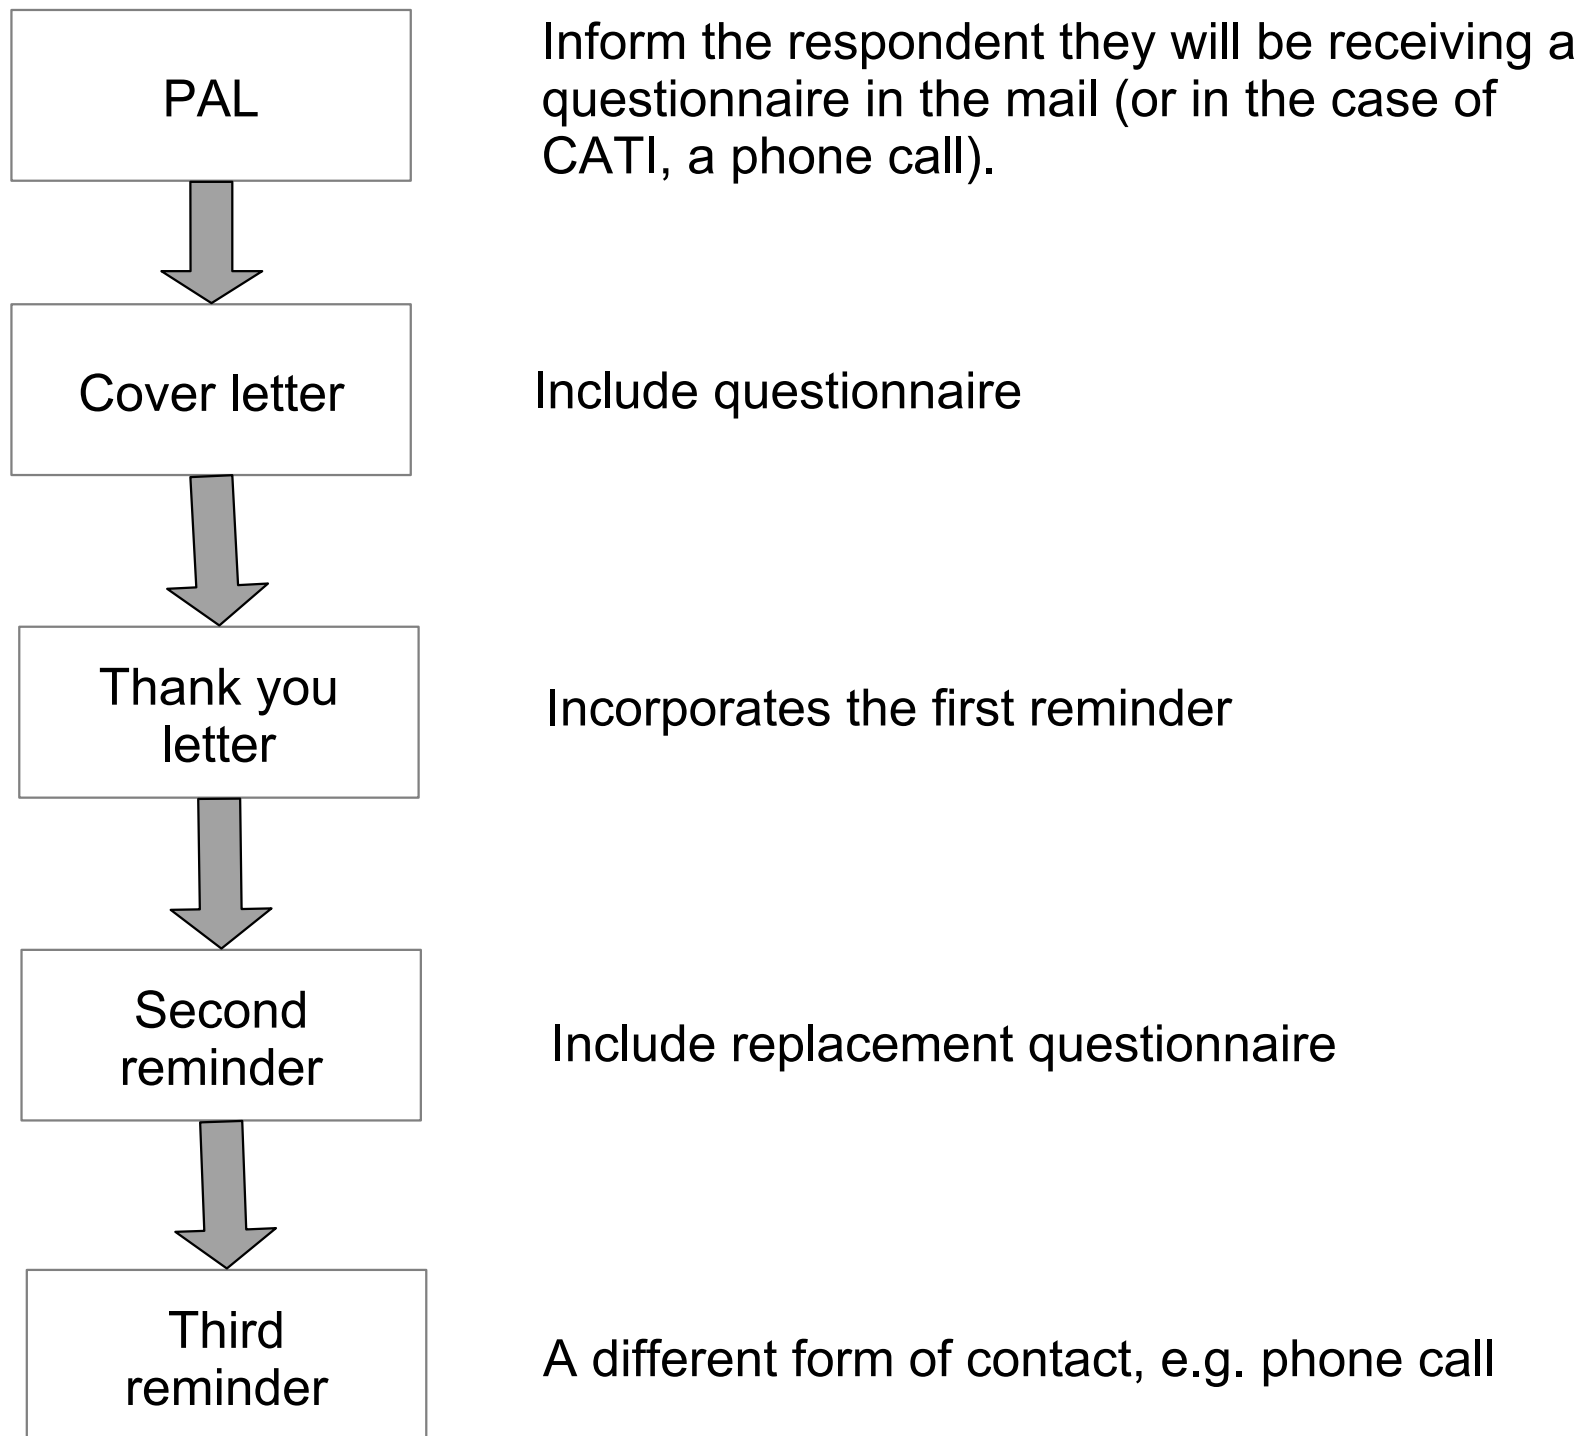 PAL
Inform the respondent they will be receiving a
questionnaire in the mail (or in the case of
CATI, a phone call).
Cover letter
Include questionnaire
Thank you
letter
Incorporates the first reminder
Second
reminder
Include replacement questionnaire
Third
reminder
A different form of contact, e.g. phone call